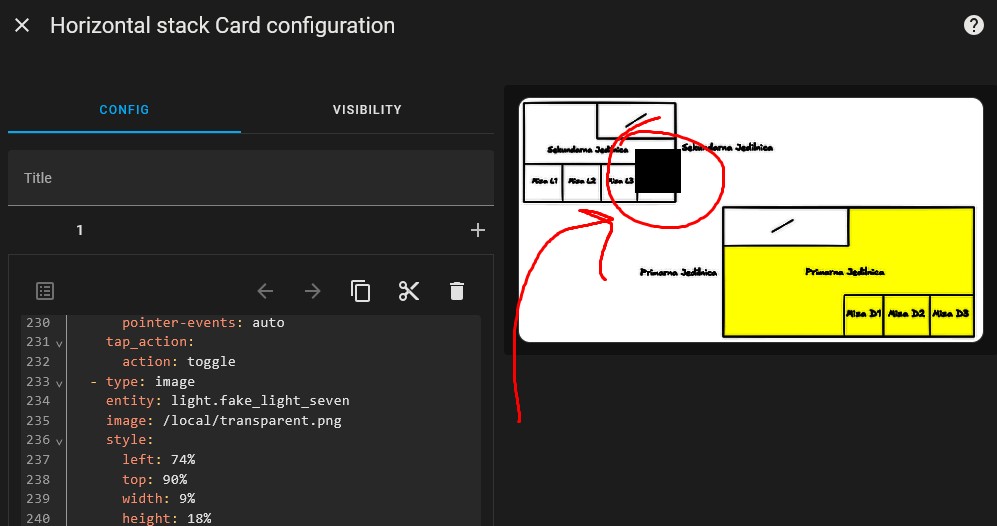 Horizontal stack Card configuration
CONFIG
VISIBILITY
Title
1
230 pointer-events: auto
231 tap_action:
232 action: toggle
233 - type: image
234 entity: light.fake_light_seven
235 image: /local/transparent.png
236 style:
237 left: 74%
238 top: 90%
239 width: 9%
240 height: 18%
Sekundarna Jedilnica
Sekundarna Jedilnica
Miza L1
Miza L2
Miza L3
Primarna Jedilnica
Primarna Jedilnica
Miza D1
Miza D2
Miza D3